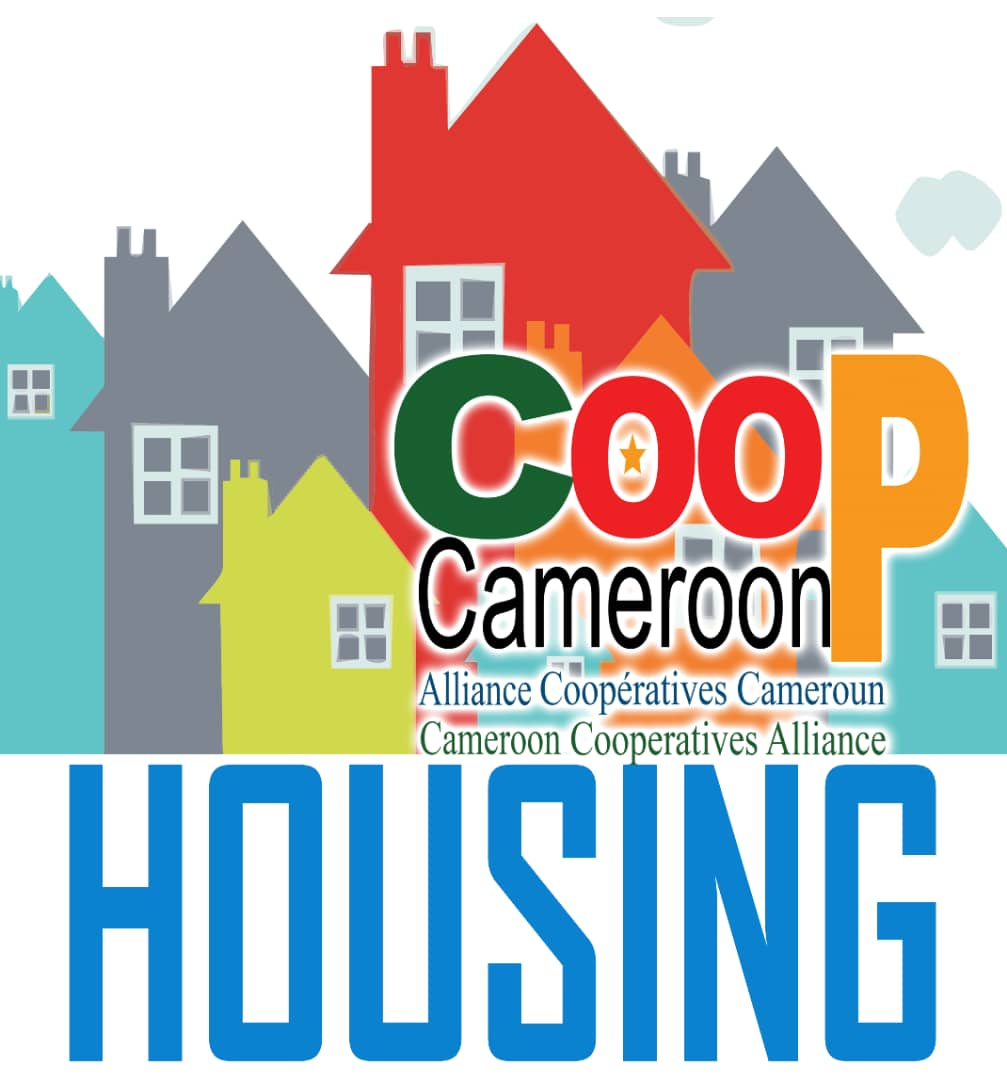 CooP
Cameroon
Alliance Coopératives Cameroun
Cameroon Cooperatives Alliance
HOUSING